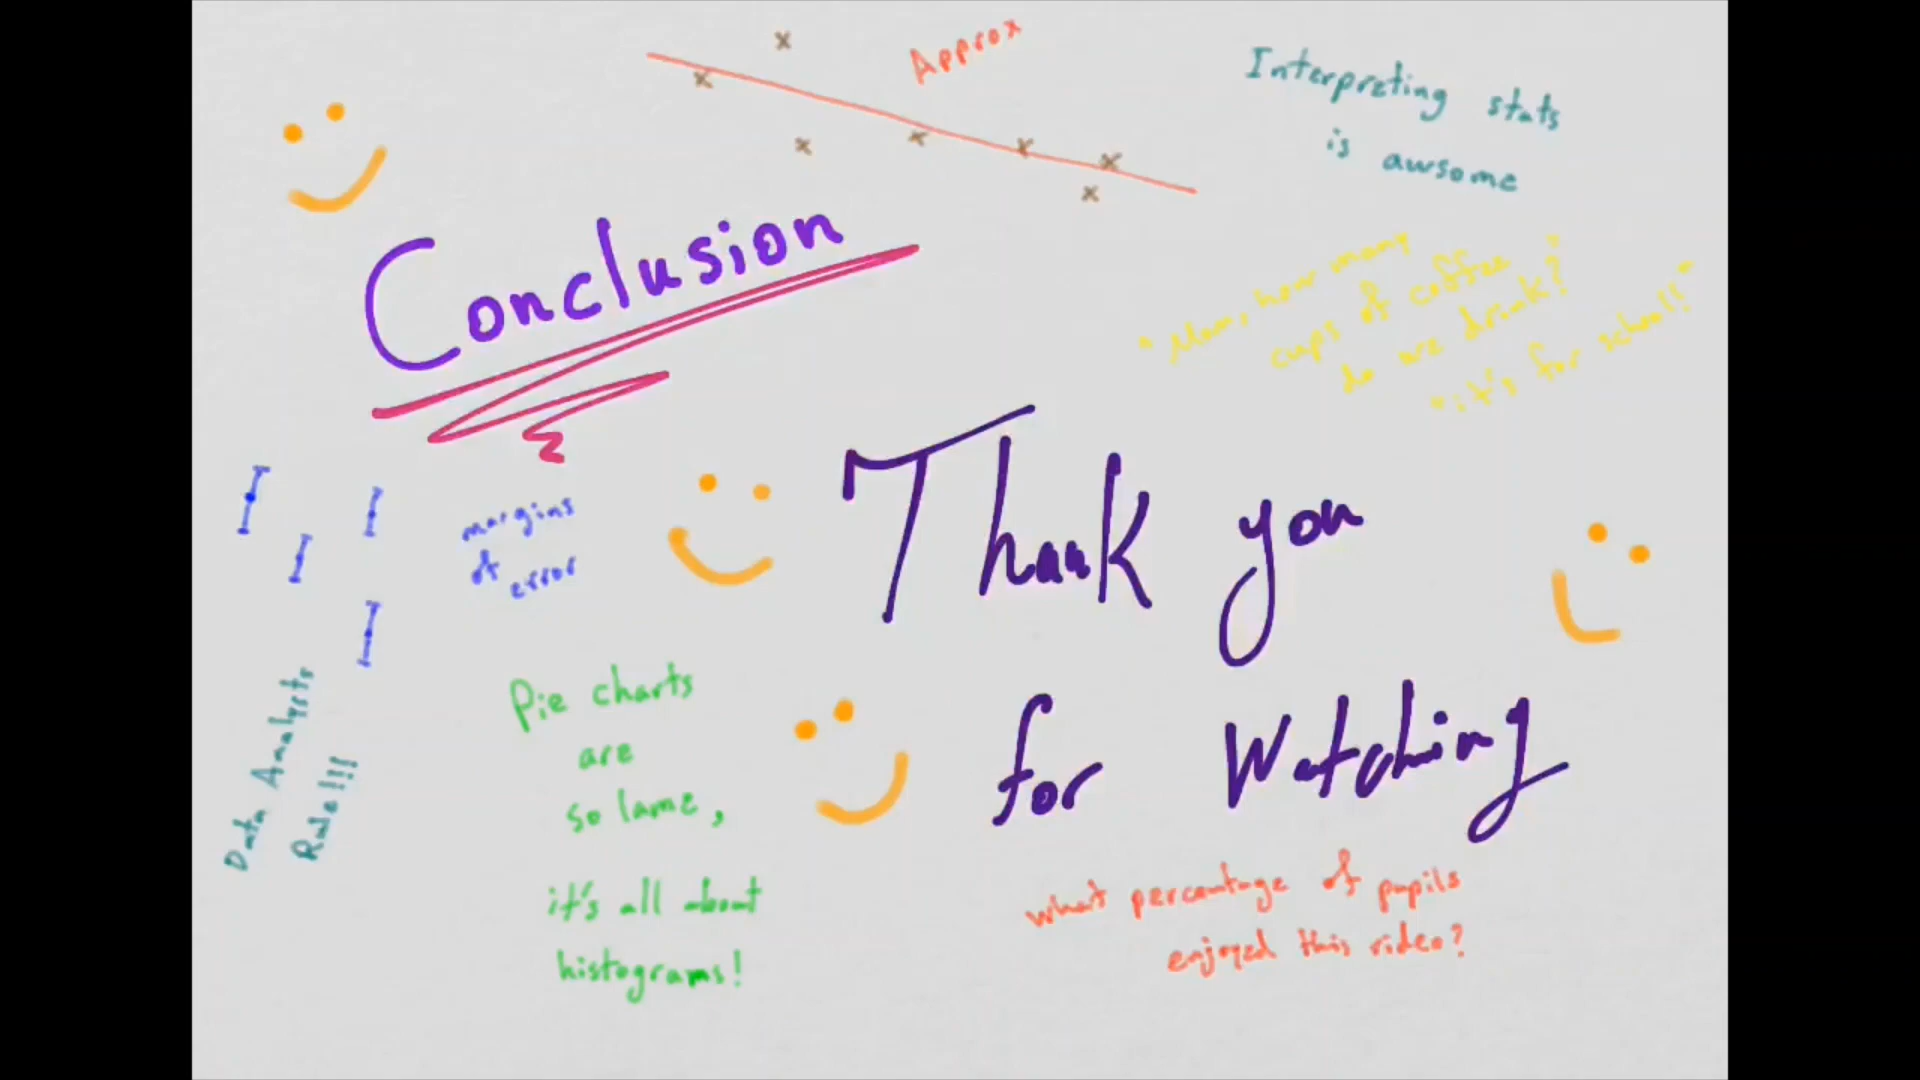 Approx
Interpreting stats
is awsome
Conclusion
"Mom, how many
cups of coffee
do are drink?"
"it's for school!"
Thank you
for Watching
margins
of
error
Data Analysts
Rule!!!
Pie charts
are
so lame,
it's all about
histograms!
what percentage of pupils
enjoyed this video?